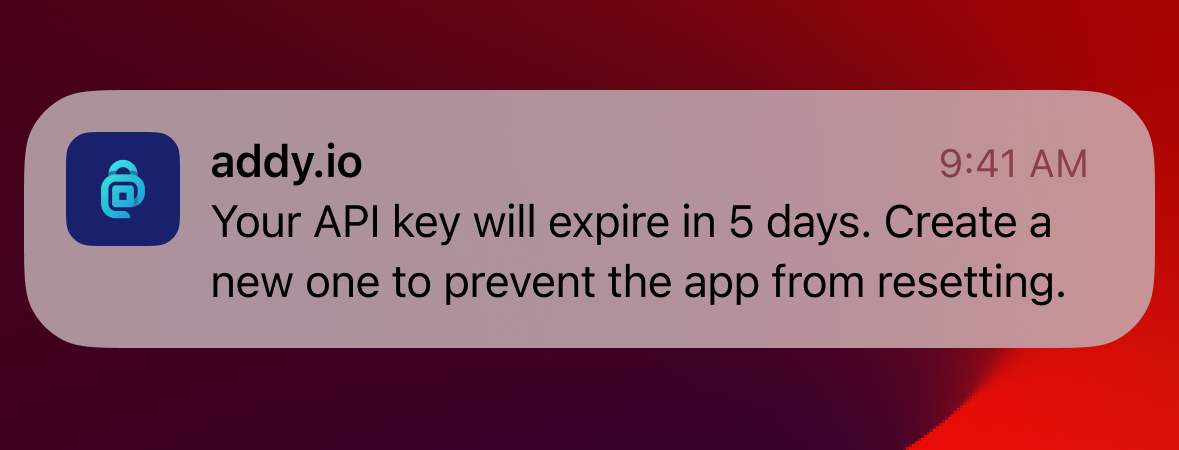 addy.io
9:41 AM
Your API key will expire in 5 days. Create a
new one to prevent the app from resetting.